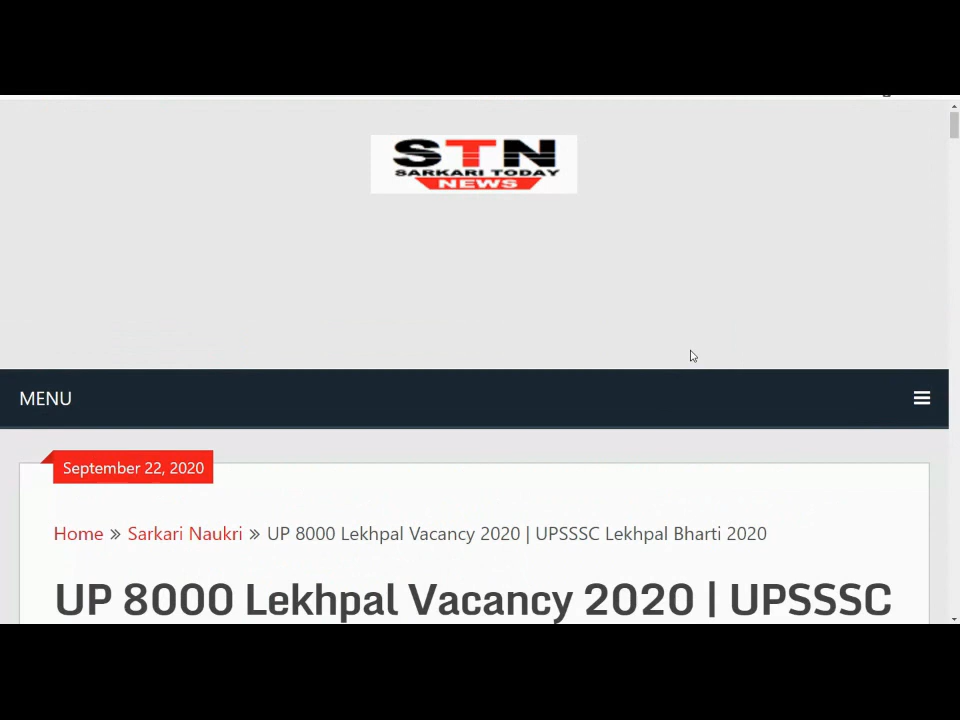 STN
SARKARI TODAY
NEWS
MENU
September 22, 2020
Home » Sarkari Naukri » UP 8000 Lekhpal Vacancy 2020 | UPSSSC Lekhpal Bharti 2020
UP 8000 Lekhpal Vacancy 2020 | UPSSSC